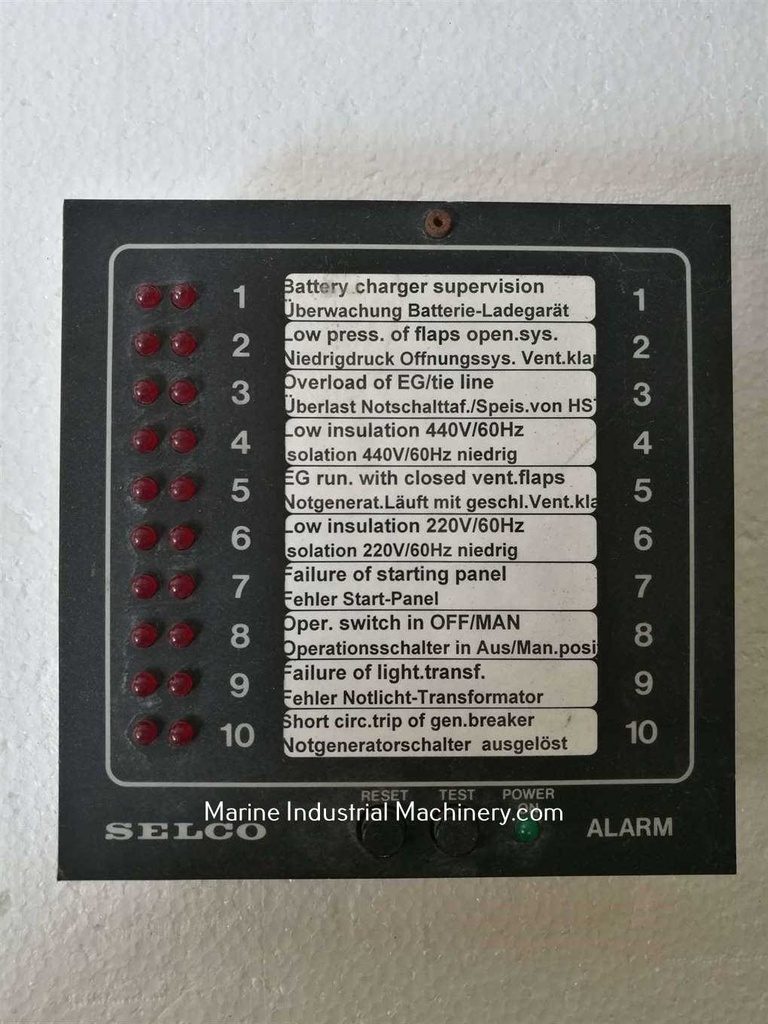 1 Battery charger supervision 1
Überwachung Batterie-Ladegarät
2 Low press. of flaps open.sys. 2
Niedrigdruck Offnungssys. Vent.kla
3 Overload of EG/tie line 3
Überlast Notschalttaf./Speis.von HS
4 Low insulation 440V/60Hz 4
solation 440V/60Hz niedrig
5 EG run. with closed vent.flaps 5
Notgenerat.Läuft mit geschl.Vent.kla
6 Low insulation 220V/60Hz 6
solation 220V/60Hz niedrig
7 Failure of starting panel 7
Fehler Start-Panel
8 Oper. switch in OFF/MAN 8
Operationsschalter in Aus/Man.posi
9 Failure of light.transf. 9
Fehler Notlicht-Transformator
10 Short circ.trip of gen.breaker 10
Notgeneratorschalter ausgelöst
RESET TEST POWER
ON
Marine Industrial Machinery.com
SELCO ALARM